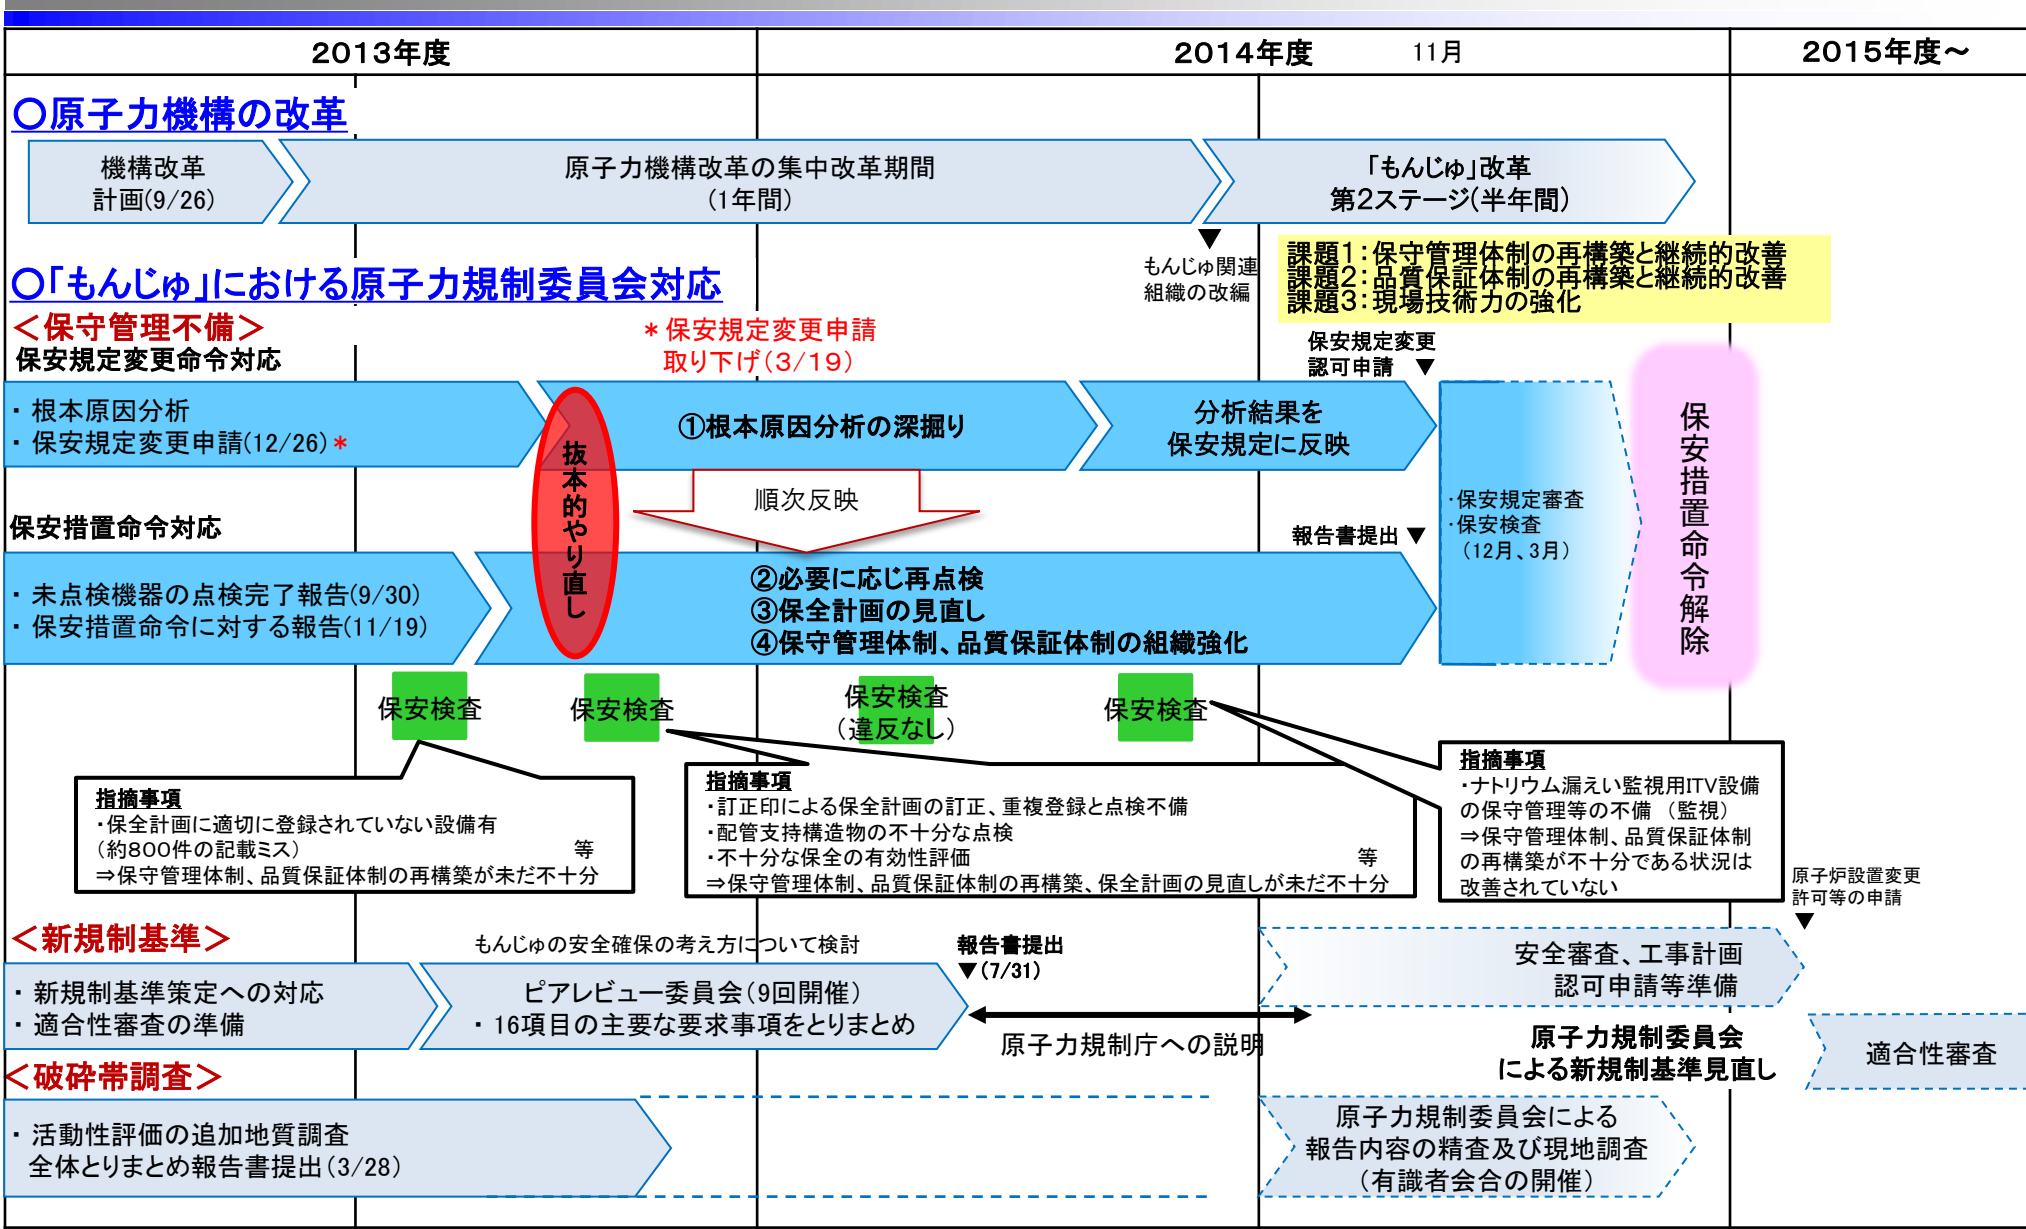 2013年度
2014年度
11月
2015年度～
○原子力機構の改革
機構改革
計画(9/26)
原子力機構改革の集中改革期間
(1年間)
「もんじゅ」改革
第2ステージ(半年間)
▼
もんじゅ関連
組織の改編
課題1：保守管理体制の再構築と継続的改善
課題2：品質保証体制の再構築と継続的改善
課題3：現場技術力の強化
○「もんじゅ」における原子力規制委員会対応
＜保守管理不備＞
保安規定変更命令対応
＊保安規定変更申請
取り下げ(3/19)
保安規定変更
認可申請 ▼
・根本原因分析
・保安規定変更申請(12/26)＊
①根本原因分析の深掘り
分析結果を
保安規定に反映
抜本的やり直し
順次反映
・保安規定審査
・保安検査
(12月、3月)
保安措置命令解除
保安措置命令対応
報告書提出 ▼
・未点検機器の点検完了報告(9/30)
・保安措置命令に対する報告(11/19)
②必要に応じ再点検
③保全計画の見直し
④保守管理体制、品質保証体制の組織強化
保安検査
保安検査
保安検査
(違反なし)
保安検査
指摘事項
・保全計画に適切に登録されていない設備有
(約800件の記載ミス) 等
⇒保守管理体制、品質保証体制の再構築が未だ不十分
指摘事項
・訂正印による保全計画の訂正、重複登録と点検不備
・配管支持構造物の不十分な点検
・不十分な保全の有効性評価 等
⇒保守管理体制、品質保証体制の再構築、保全計画の見直しが未だ不十分
指摘事項
・ナトリウム漏えい監視用ITV設備
の保守管理等の不備 (監視)
⇒保守管理体制、品質保証体制
の再構築が不十分である状況は
改善されていない
原子炉設置変更
許可等の申請
▼
＜新規制基準＞
もんじゅの安全確保の考え方について検討
報告書提出
▼(7/31)
・新規制基準策定への対応
・適合性審査の準備
ピアレビュー委員会(9回開催)
・16項目の主要な要求事項をとりまとめ
原子力規制庁への説明
安全審査、工事計画
認可申請等準備
原子力規制委員会
による新規制基準見直し
適合性審査
＜破砕帯調査＞
・活動性評価の追加地質調査
全体とりまとめ報告書提出(3/28)
原子力規制委員会による
報告内容の精査及び現地調査
(有識者会合の開催)